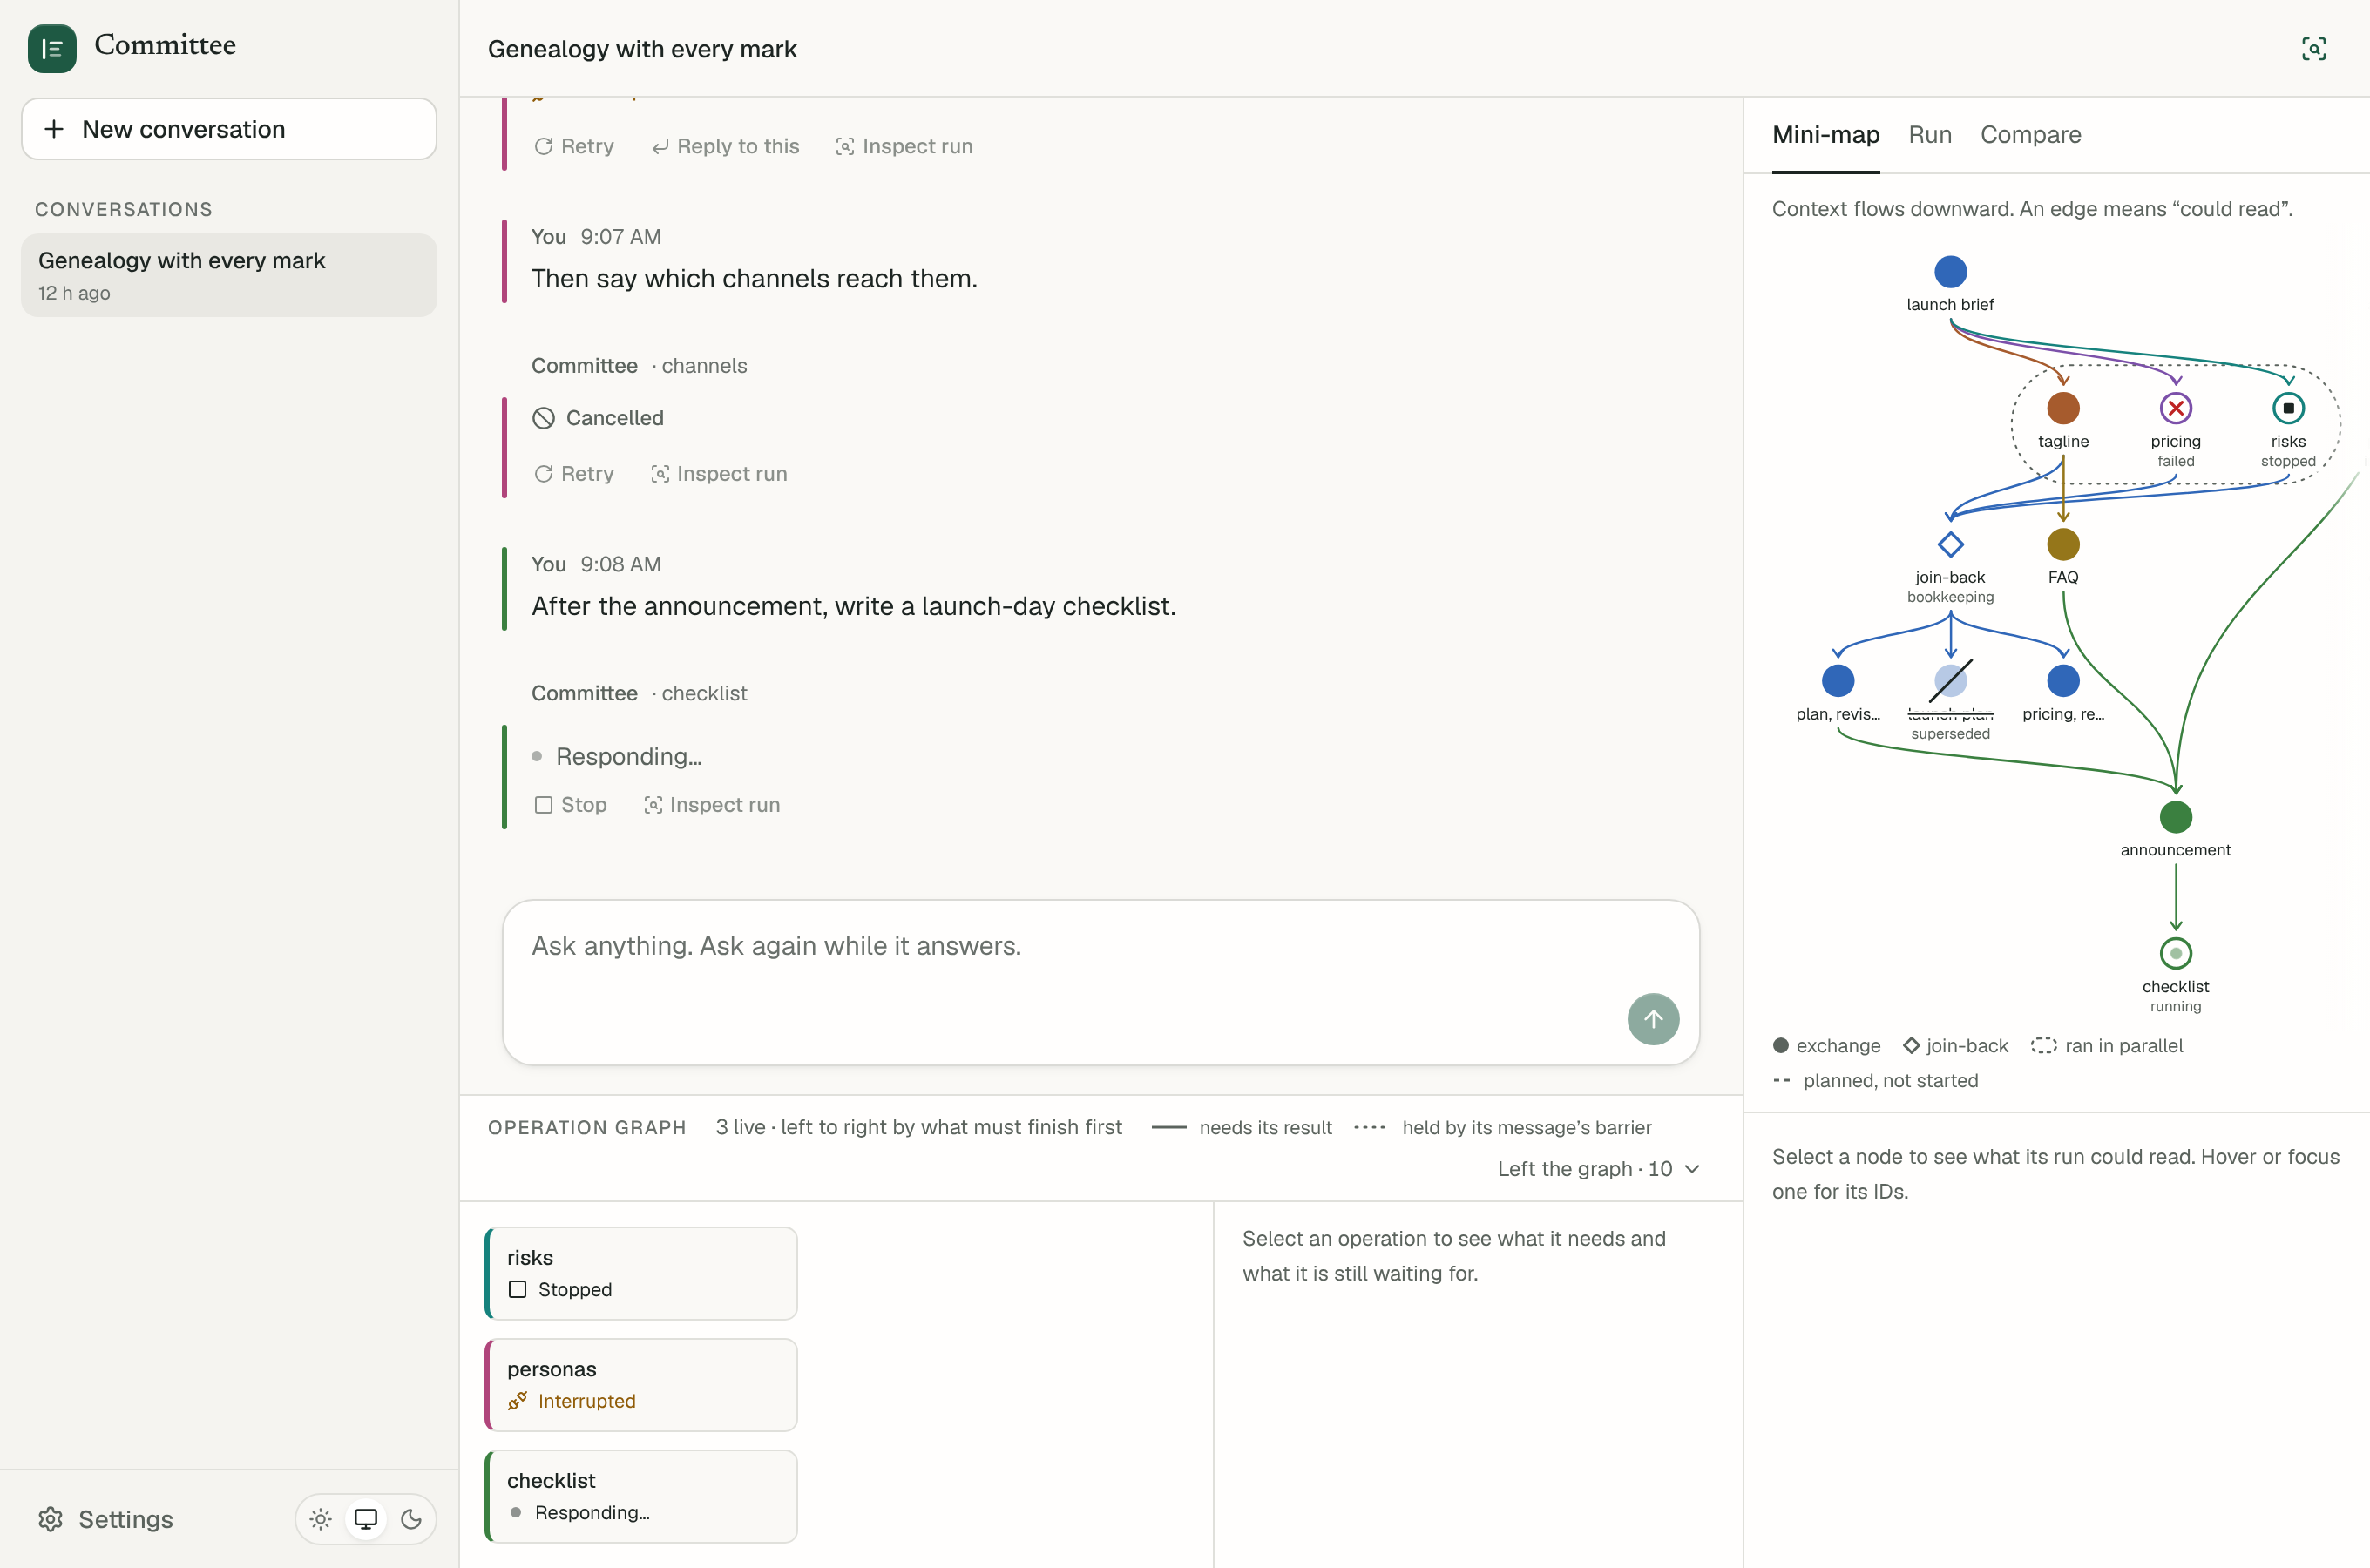 Committee
New conversation
CONVERSATIONS
Genealogy with every mark
12 h ago
Settings
Genealogy with every mark
Retry Reply to this Inspect run
You 9:07 AM
Then say which channels reach them.
Committee · channels
Cancelled
Retry Inspect run
You 9:08 AM
After the announcement, write a launch-day checklist.
Committee · checklist
Responding…
Stop Inspect run
Ask anything. Ask again while it answers.
OPERATION GRAPH 3 live · left to right by what must finish first needs its result held by its message’s barrier
Left the graph · 10
risks
Stopped
personas
Interrupted
checklist
Responding…
Select an operation to see what it needs and
what it is still waiting for.
Mini-map Run Compare
Context flows downward. An edge means “could read”.
launch brief
tagline pricing risks
failed stopped
join-back FAQ
bookkeeping
plan, revis… launch plan pricing, re…
superseded
announcement
checklist
running
exchange join-back ran in parallel
planned, not started
Select a node to see what its run could read. Hover or focus
one for its IDs.